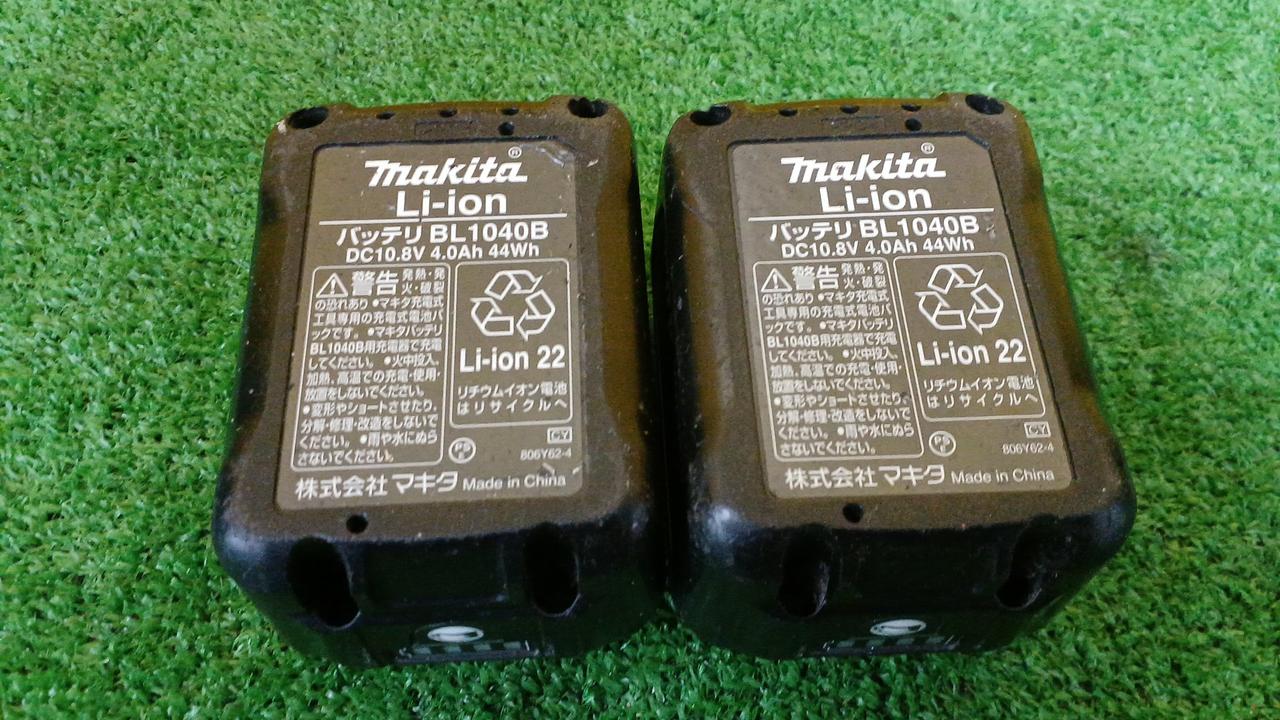 makita®
Li-ion
バッテリ BL1040B
DC10.8V 4.0Ah 44Wh
警告 発熱・発
火・破裂
の恐れあり •マキタ充電式
工具専用の充電式電池パ
ックです。 •マキタバッテリ
BL1040B用充電器で充電
してください。 •火中投入、
加熱、高温での充電・使用・
放置をしないでください。
•変形やショートさせたり、
分解・修理・改造をしないで
ください。 •雨や水にぬら
さないでください。
Li-ion 22
リチウムイオン電池
はリサイクルへ
PS
CY
806Y62-4
株式会社 マキタ Made in China
makita®
Li-ion
バッテリ BL1040B
DC10.8V 4.0Ah 44Wh
警告 発熱・発
火・破裂
の恐れあり •マキタ充電式
工具専用の充電式電池パ
ックです。 •マキタバッテリ
BL1040B用充電器で充電
してください。 •火中投入、
加熱、高温での充電・使用・
放置をしないでください。
•変形やショートさせたり、
分解・修理・改造をしないで
ください。 •雨や水にぬら
さないでください。
Li-ion 22
リチウムイオン電池
はリサイクルへ
PS
CY
806Y62-4
株式会社 マキタ Made in China